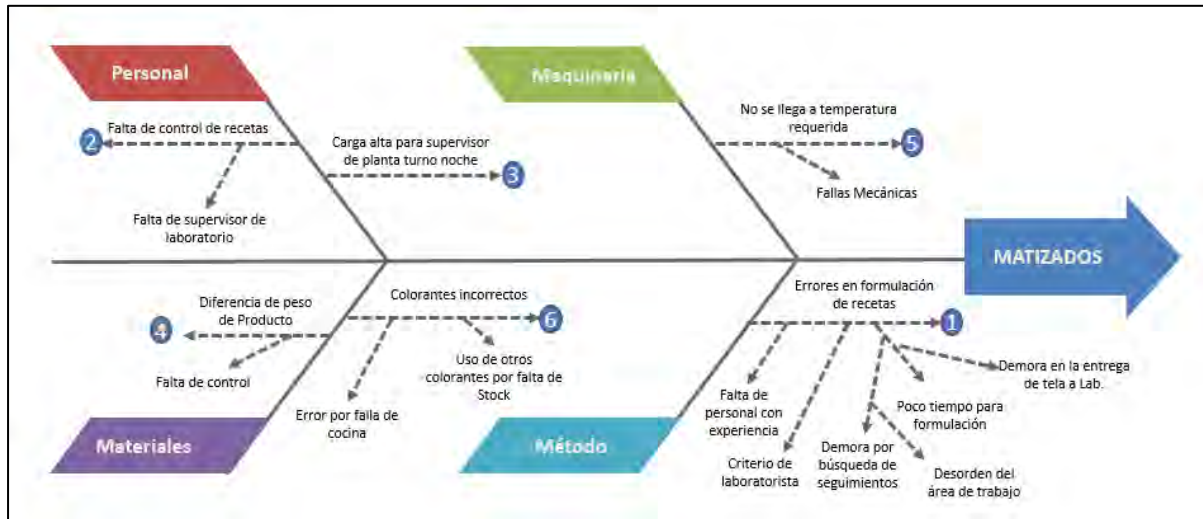 Personal
Maquinaria
Falta de control de recetas
2
Carga alta para supervisor
de planta turno noche
3
Falta de supervisor de
laboratorio
No se llega a temperatura
requerida
5
Fallas Mecánicas
MATIZADOS
Diferencia de peso
de Producto
4
Falta de control
Colorantes incorrectos
6
Uso de otros
colorantes por falta de
Stock
Error por falla de
cocina
Errores en formulación
de recetas
1
Demora en la entrega
de tela a Lab.
Falta de
personal con
experiencia
Poco tiempo para
formulación
Criterio de
laboratorista
Demora por
búsqueda de
seguimientos
Desorden del
área de trabajo
Materiales
Método